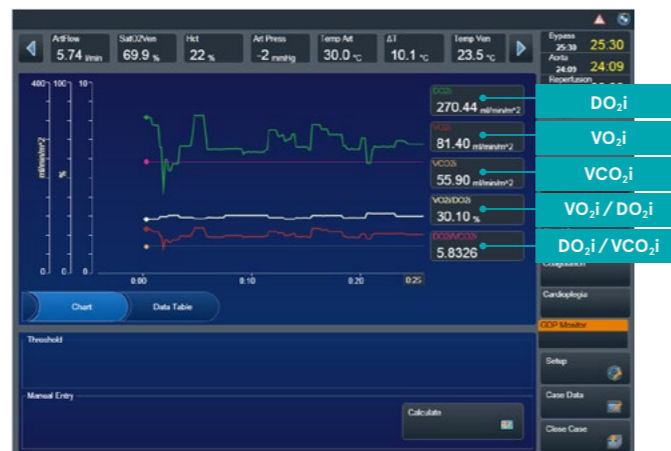 ArtFlow SatO2Ven Hct Art Press Temp Art ΔT Temp Ven
5.74 l/min 69.9 % 22 % -2 mmHg 30.0 °C 10.1 °C 23.5 °C
Bypass
25:30 25:30
Aorta
24:09 24:09
Reperfusion
400 100 10
ml/min/m^2
%
0 0 0
0:00 0:10 0:20 0:25
DO2i
270.44 ml/min/m^2
VO2i
81.40 ml/min/m^2
VCO2i
55.90 ml/min/m^2
VO2i/DO2i
30.10 %
DO2i/VCO2i
5.8326
DO₂i
VO₂i
VCO₂i
VO₂i / DO₂i
DO₂i / VCO₂i
Chart Data Table
Coagulation
Cardioplegia
GDP Monitor
Setup
Case Data
Close Case
Threshold
Manual Entry
Calculate